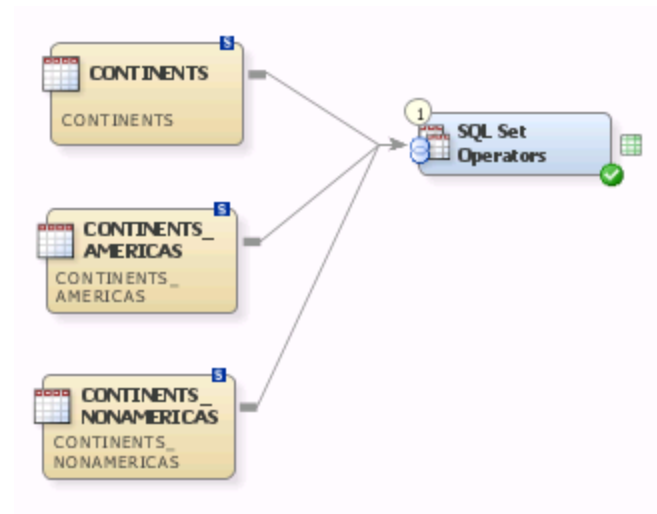 S
CONTINENTS
CONTINENTS
1
SQL Set
Operators
S
CONTINENTS_
AMERICAS
CONTINENTS_
AMERICAS
S
CONTINENTS_
NONAMERICAS
CONTINENTS_
NONAMERICAS